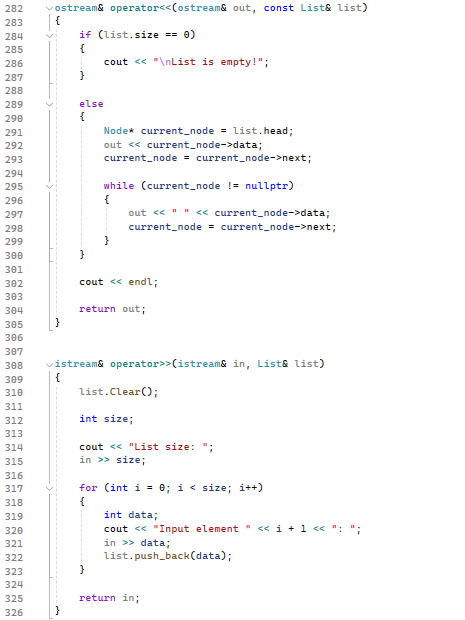 282 ostream& operator<<(ostream& out, const List& list)
283 {
284 if (list.size == 0)
285 {
286 cout << "\nList is empty!";
287 }
288
289 else
290 {
291 Node* current_node = list.head;
292 out << current_node->data;
293 current_node = current_node->next;
294
295 while (current_node != nullptr)
296 {
297 out << " " << current_node->data;
298 current_node = current_node->next;
299 }
300 }
301
302 cout << endl;
303
304 return out;
305 }
306
307
308 istream& operator>>(istream& in, List& list)
309 {
310 list.Clear();
311
312 int size;
313
314 cout << "List size: ";
315 in >> size;
316
317 for (int i = 0; i < size; i++)
318 {
319 int data;
320 cout << "Input element " << i + 1 << ": ";
321 in >> data;
322 list.push_back(data);
323 }
324
325 return in;
326 }